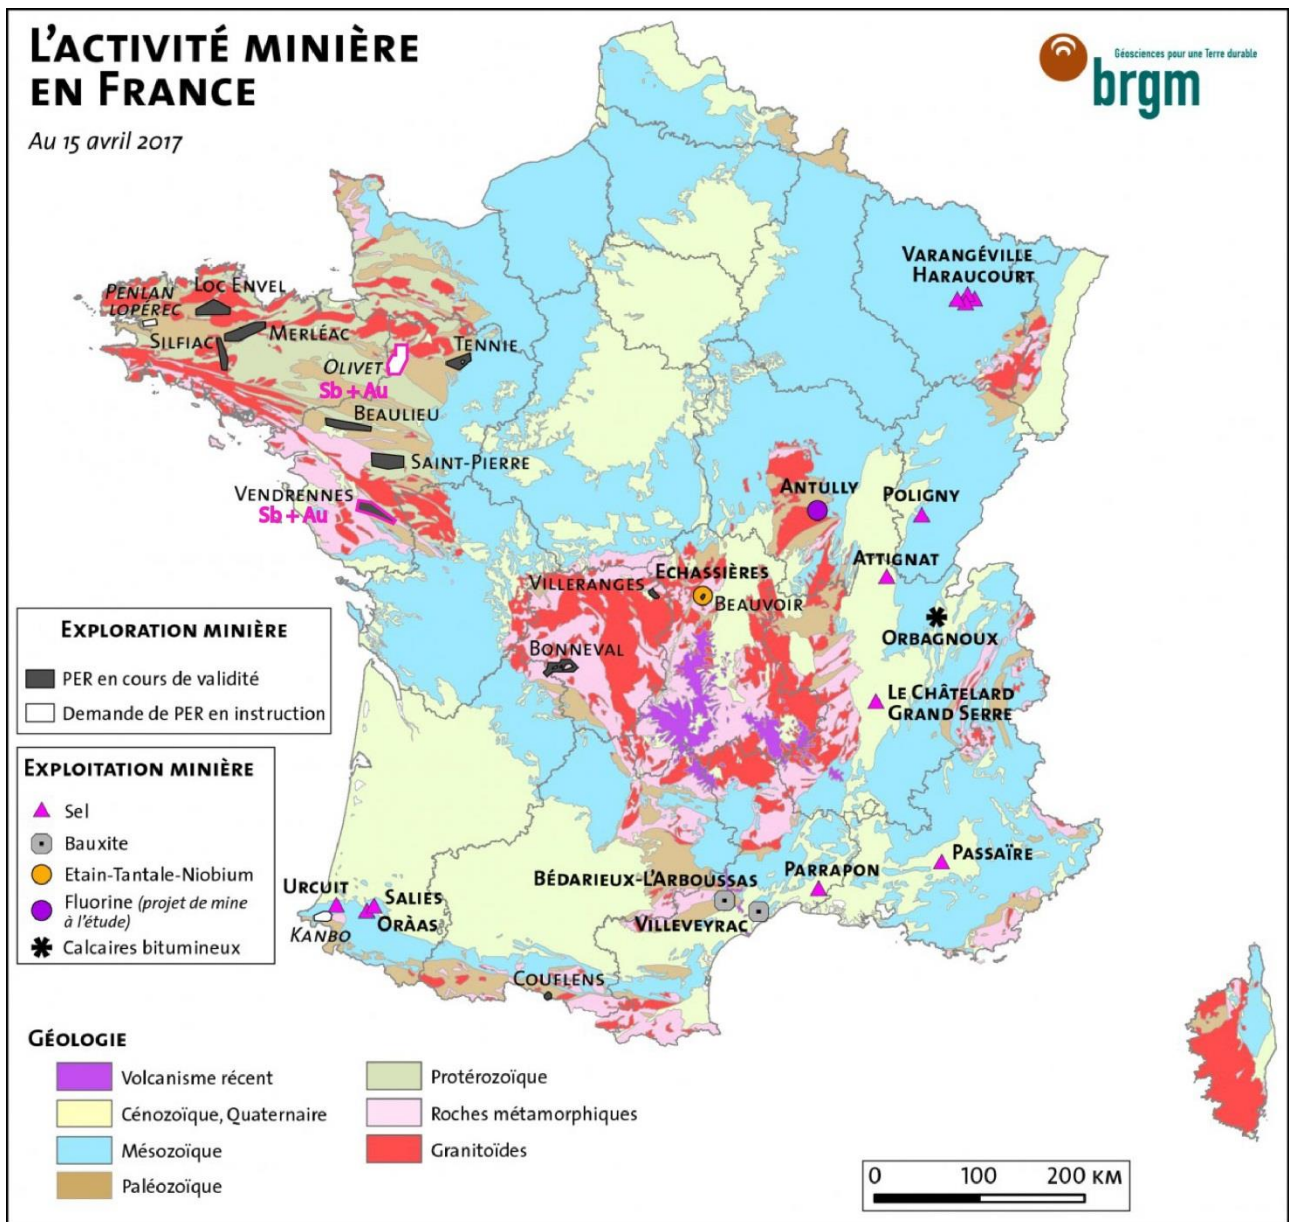 L'ACTIVITÉ MINIÈRE
EN FRANCE
Au 15 avril 2017
Géosciences pour une Terre durable
brgm
VARANGÉVILLE
HARAUCOURT
LOC ENVEL
PENLAN
LOPÉREC
MERLÉAC
SILFIAC
TENNIE
OLIVET
Sb + Au
BEAULIEU
SAINT-PIERRE
VENDRENNES
Sb + Au
ANTULLY
POLIGNY
ATTIGNAT
ECHASSIÈRES
VILLERANGES
BEAUVOIR
ORBAGNOUX
BONNEVAL
LE CHÂTELARD
GRAND SERRE
PASSAÏRE
PARRAPON
BÉDARIEUX-L'ARBOUSSAS
VILLEVEYRAC
URCUIT
SALIES
ORÀAS
KANBO
COUFLENS
EXPLORATION MINIÈRE
PER en cours de validité
Demande de PER en instruction
EXPLOITATION MINIÈRE
Sel
Bauxite
Etain-Tantale-Niobium
Fluorine (projet de mine
à l'étude)
Calcaires bitumineux
GÉOLOGIE
Volcanisme récent
Cénozoïque, Quaternaire
Mésozoïque
Paléozoïque
Protérozoïque
Roches métamorphiques
Granitoïdes
0 100 200 KM